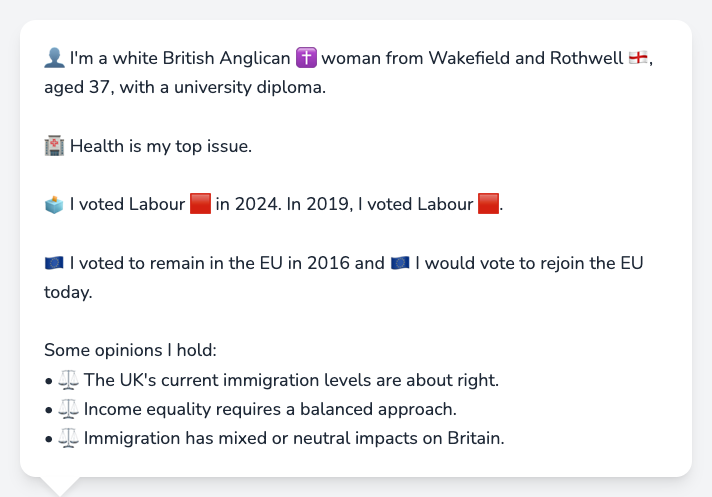 👤 I'm a white British Anglican ✝️ woman from Wakefield and Rothwell 🏴󠁧󠁢󠁥󠁮󠁧󠁿,
aged 37, with a university diploma.
🏥 Health is my top issue.
🗳️ I voted Labour 🟥 in 2024. In 2019, I voted Labour 🟥.
🇪🇺 I voted to remain in the EU in 2016 and 🇪🇺 I would vote to rejoin the EU
today.
Some opinions I hold:
• ⚖️ The UK's current immigration levels are about right.
• ⚖️ Income equality requires a balanced approach.
• ⚖️ Immigration has mixed or neutral impacts on Britain.